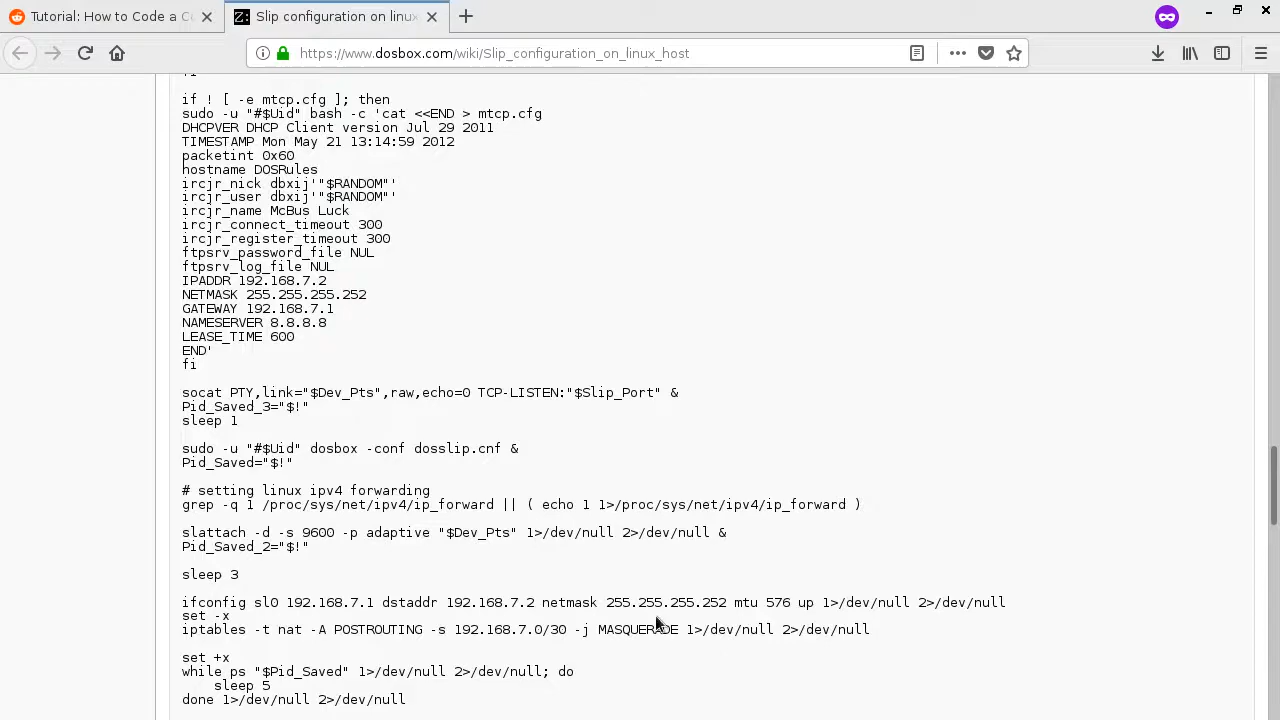 Tutorial: How to Code a C
Slip configuration on linux
https://www.dosbox.com/wiki/Slip_configuration_on_linux_host
fi
if ! [ -e mtcp.cfg ]; then
sudo -u "#$Uid" bash -c 'cat <<END > mtcp.cfg
DHCPVER DHCP Client version Jul 29 2011
TIMESTAMP Mon May 21 13:14:59 2012
packetint 0x60
hostname DOSRules
ircjr_nick dbxij'"$RANDOM"'
ircjr_user dbxij'"$RANDOM"'
ircjr_name McBus Luck
ircjr_connect_timeout 300
ircjr_register_timeout 300
ftpsrv_password_file NUL
ftpsrv_log_file NUL
IPADDR 192.168.7.2
NETMASK 255.255.255.252
GATEWAY 192.168.7.1
NAMESERVER 8.8.8.8
LEASE_TIME 600
END'
fi
socat PTY,link="$Dev_Pts",raw,echo=0 TCP-LISTEN:"$Slip_Port" &
Pid_Saved_3="$!"
sleep 1
sudo -u "#$Uid" dosbox -conf dosslip.cnf &
Pid_Saved="$!"
# setting linux ipv4 forwarding
grep -q 1 /proc/sys/net/ipv4/ip_forward || ( echo 1 1>/proc/sys/net/ipv4/ip_forward )
slattach -d -s 9600 -p adaptive "$Dev_Pts" 1>/dev/null 2>/dev/null &
Pid_Saved_2="$!"
sleep 3
ifconfig sl0 192.168.7.1 dstaddr 192.168.7.2 netmask 255.255.255.252 mtu 576 up 1>/dev/null 2>/dev/null
set -x
iptables -t nat -A POSTROUTING -s 192.168.7.0/30 -j MASQUERADE 1>/dev/null 2>/dev/null
set +x
while ps "$Pid_Saved" 1>/dev/null 2>/dev/null; do
sleep 5
done 1>/dev/null 2>/dev/null